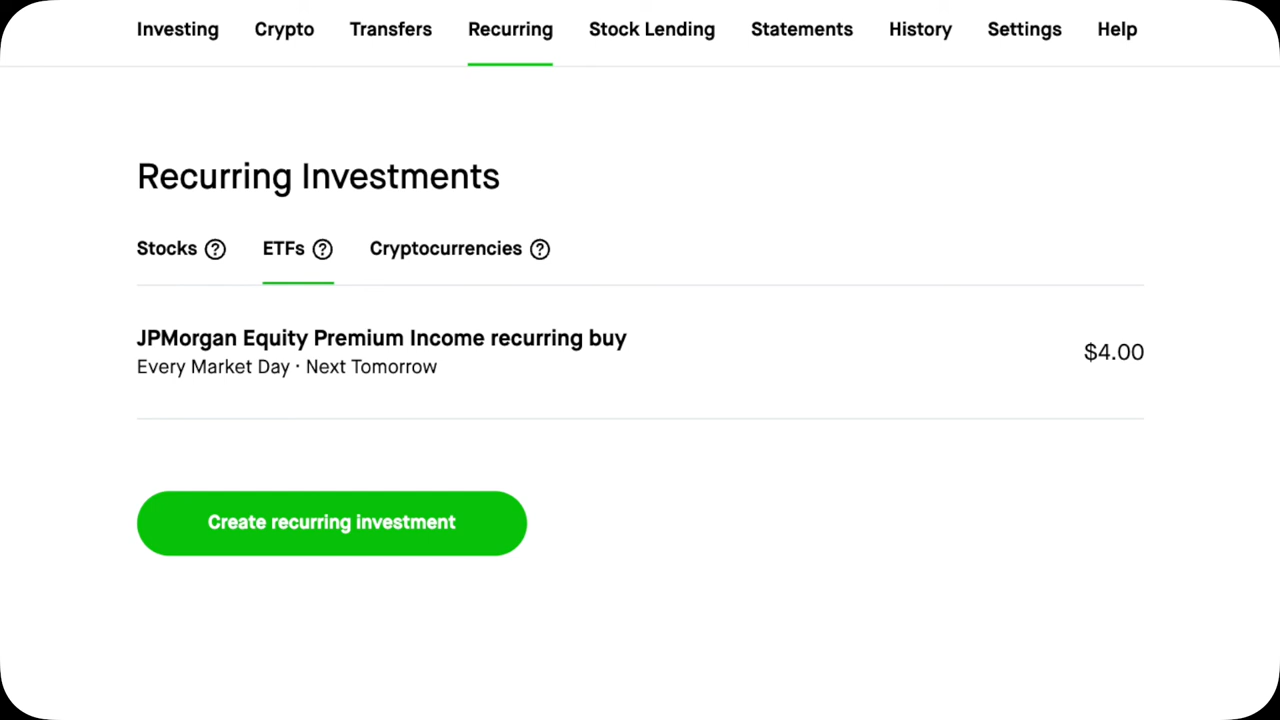 Investing Crypto Transfers Recurring Stock Lending Statements History Settings Help
Recurring Investments
Stocks ? ETFs ? Cryptocurrencies ?
JPMorgan Equity Premium Income recurring buy
$4.00
Every Market Day · Next Tomorrow
Create recurring investment